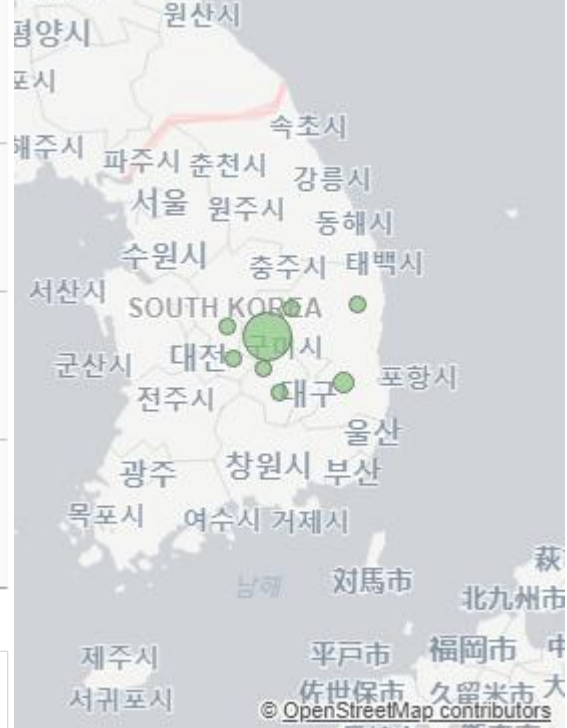 원산시
평양시
포시
속초시
해주시
파주시 춘천시
강릉시
서울 원주시
동해시
수원시
충주시 태백시
서산시
SOUTH KOREA
구미시
대전
군산시
포항시
대구
전주시
울산
창원시 부산
광주
목포시
여수시 거제시
남해
対馬市
萩
北九州市
제주시
平戸市 福岡市 中
서귀포시
佐世保市 久留米市 大
© OpenStreetMap contributors